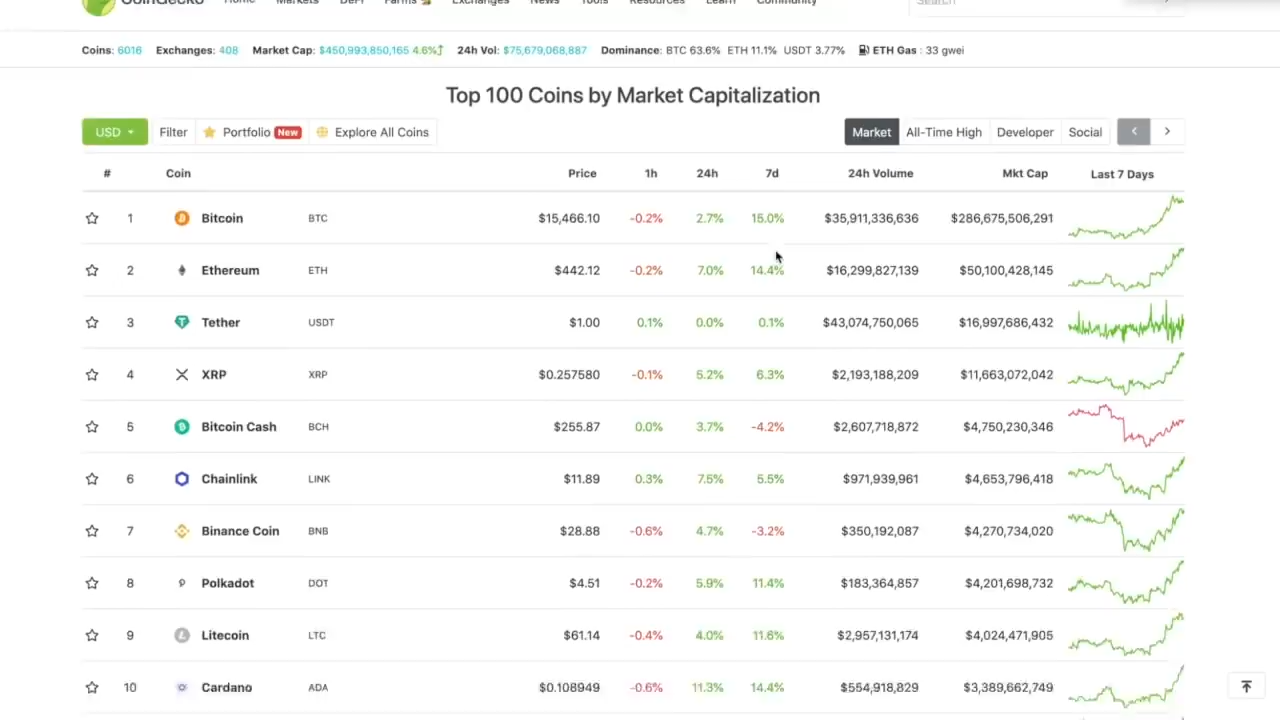 CoinGecko Home Markets DeFi Farms Exchanges News Tools Resources Learn Community Search
Coins: 6016 Exchanges: 408 Market Cap: $450,993,850,165 4.6% 24h Vol: $75,679,068,887 Dominance: BTC 63.6% ETH 11.1% USDT 3.77% ETH Gas : 33 gwei
Top 100 Coins by Market Capitalization
USD Filter Portfolio New Explore All Coins Market All-Time High Developer Social
# Coin Price 1h 24h 7d 24h Volume Mkt Cap Last 7 Days
1 Bitcoin BTC $15,466.10 -0.2% 2.7% 15.0% $35,911,336,636 $286,675,506,291
2 Ethereum ETH $442.12 -0.2% 7.0% 14.4% $16,299,827,139 $50,100,428,145
3 Tether USDT $1.00 0.1% 0.0% 0.1% $43,074,750,065 $16,997,686,432
4 XRP XRP $0.257580 -0.1% 5.2% 6.3% $2,193,188,209 $11,663,072,042
5 Bitcoin Cash BCH $255.87 0.0% 3.7% -4.2% $2,607,718,872 $4,750,230,346
6 Chainlink LINK $11.89 0.3% 7.5% 5.5% $971,939,961 $4,653,796,418
7 Binance Coin BNB $28.88 -0.6% 4.7% -3.2% $350,192,087 $4,270,734,020
8 Polkadot DOT $4.51 -0.2% 5.9% 11.4% $183,364,857 $4,201,698,732
9 Litecoin LTC $61.14 -0.4% 4.0% 11.6% $2,957,131,174 $4,024,471,905
10 Cardano ADA $0.108949 -0.6% 11.3% 14.4% $554,918,829 $3,389,662,749